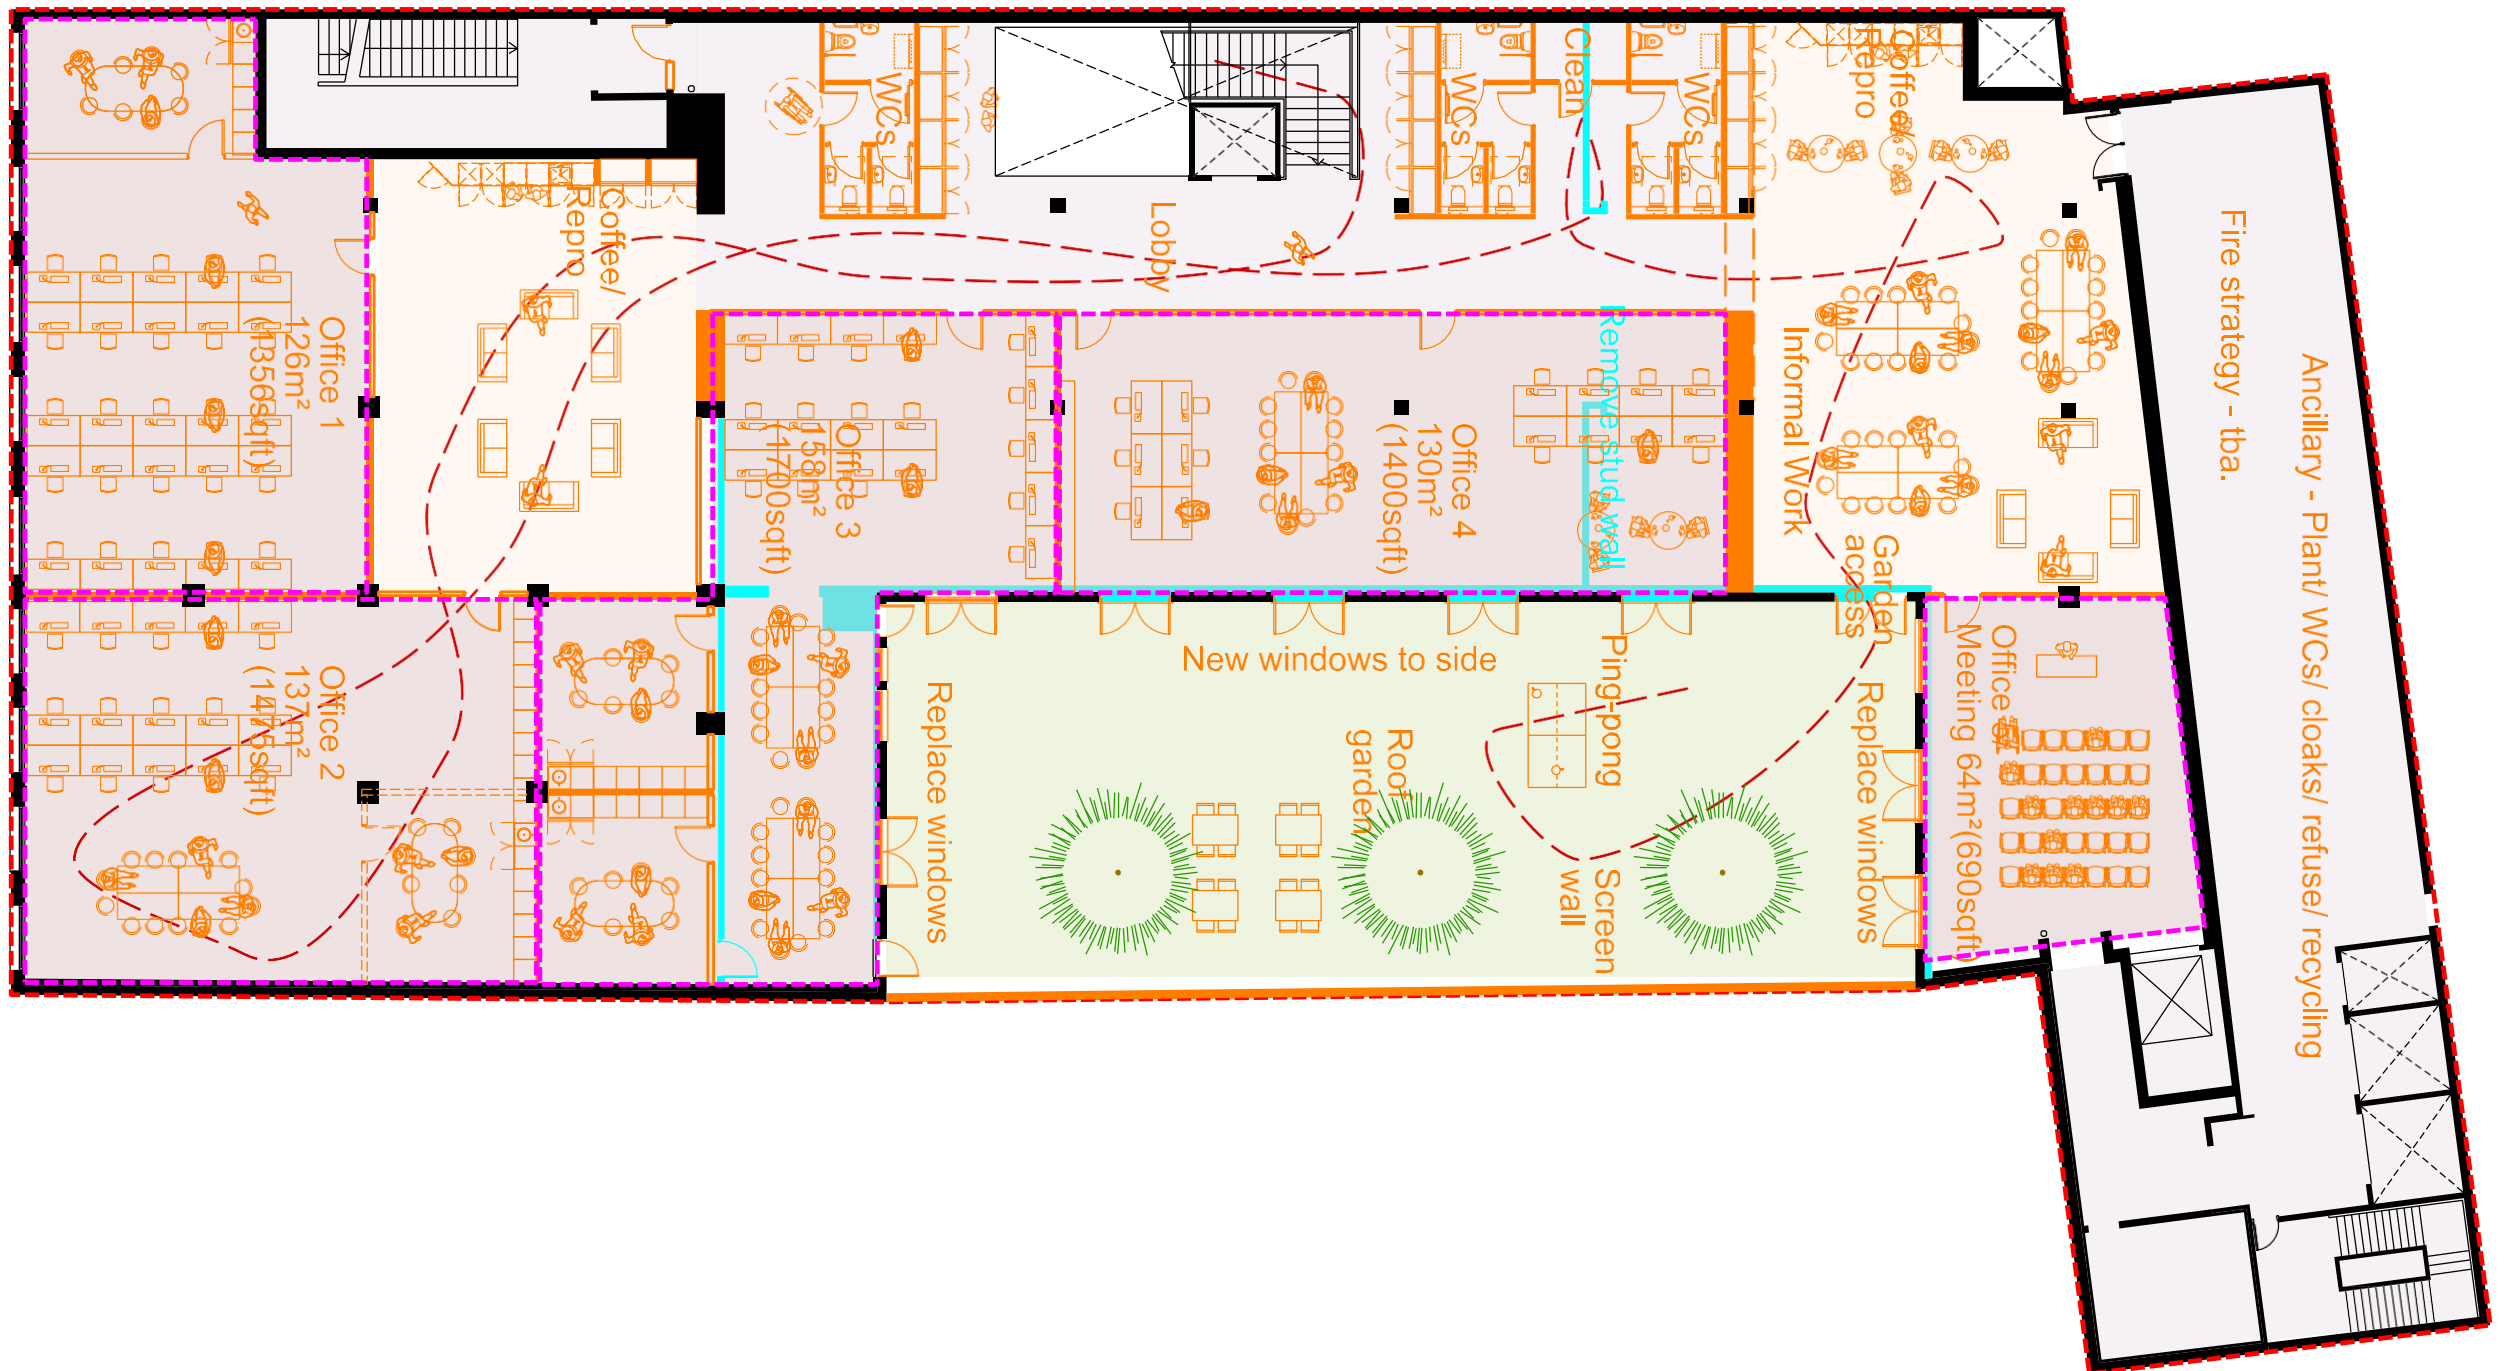 Clean
WCs
WCs
WCs
Coffee/
Repro
Coffee/
Repro
Lobby
Fire strategy - tba.
Ancillary - Plant/ WCs/ cloaks/ refuse/ recycling
Office 1
126m²
(1356sqft)
Office 3
158m²
(1700sqft)
Office 4
130m²
(1400sqft)
Remove stud wall
Informal Work
Garden
access
Office 2
137m²
(1475sqft)
New windows to side
Replace windows
Roof
garden
Ping-pong
Screen
wall
Replace windows
Office
Meeting 64m²(690sqft)